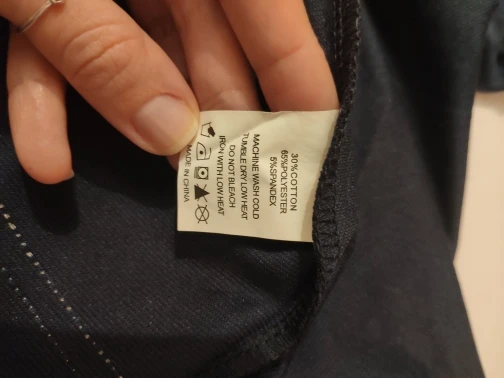 30%COTTON
65%POLYESTER
5%SPANDEX
MACHINE WASH COLD
TUMBLE DRY LOW HEAT
DO NOT BLEACH
IRON WITH LOW HEAT
MADE IN CHINA